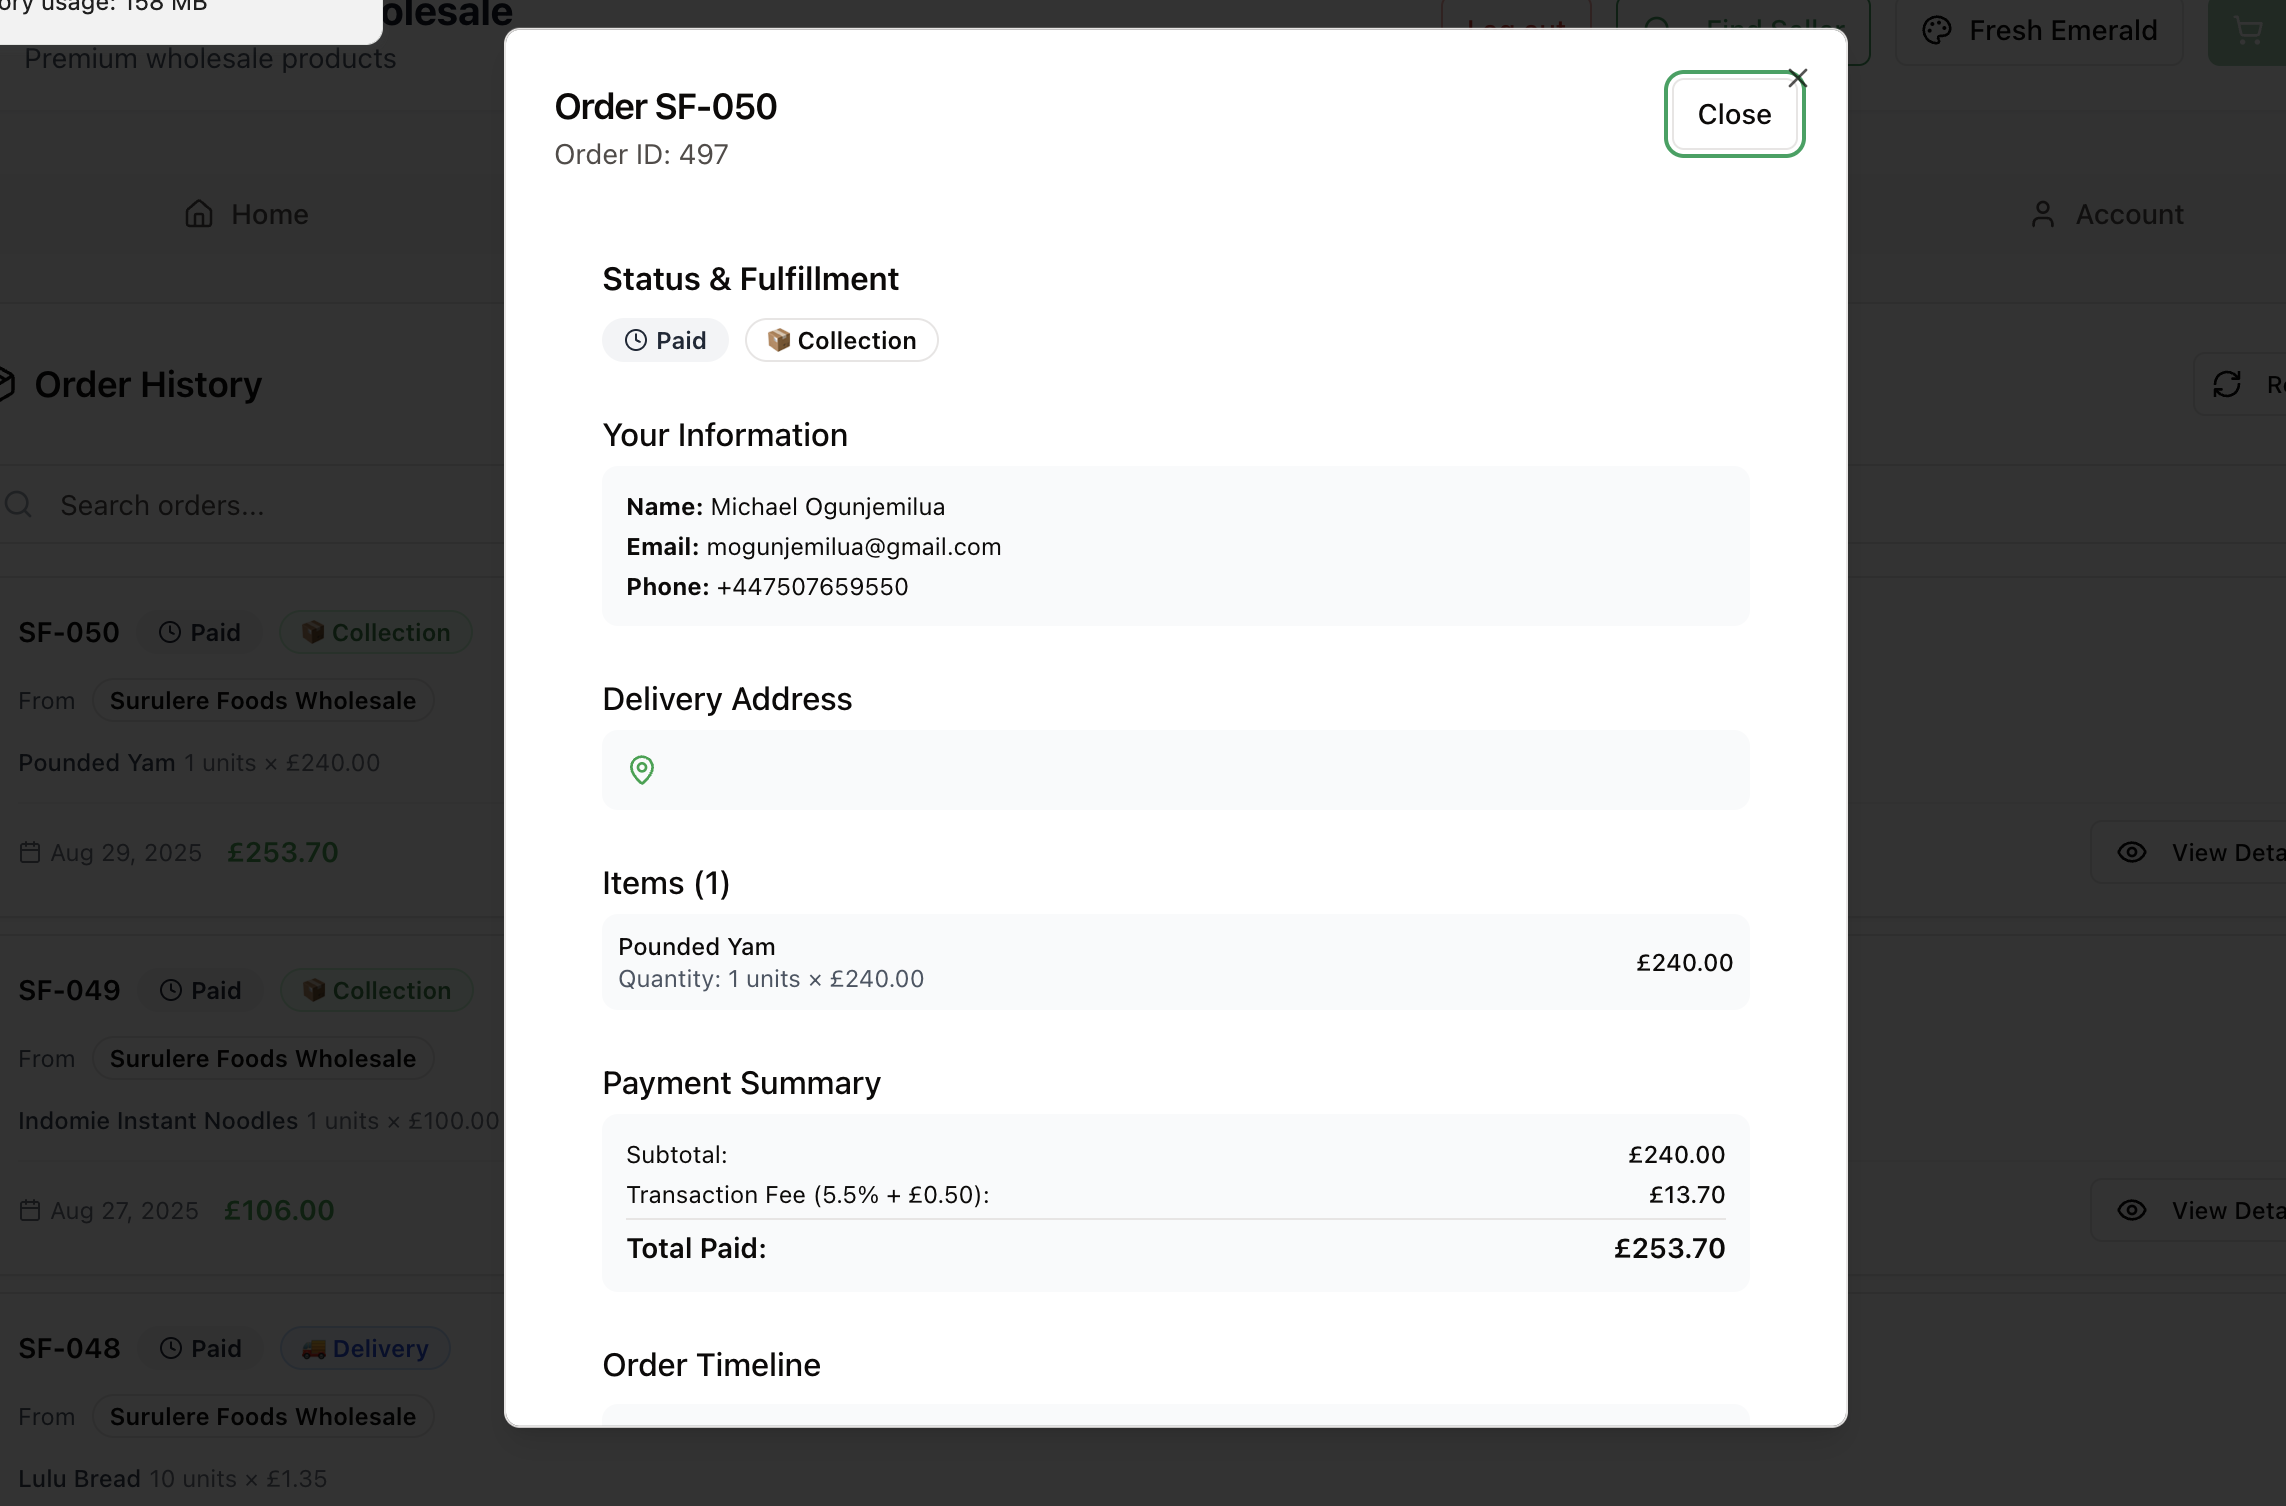 ory usage: 158 MB
olesale
Premium wholesale products
Log out
Find Seller
Fresh Emerald
Home
Account
Order History
Search orders...
SF-050 Paid Collection
From Surulere Foods Wholesale
Pounded Yam 1 units × £240.00
Aug 29, 2025 £253.70
View Deta
SF-049 Paid Collection
From Surulere Foods Wholesale
Indomie Instant Noodles 1 units × £100.00
Aug 27, 2025 £106.00
View Deta
SF-048 Paid Delivery
From Surulere Foods Wholesale
Lulu Bread 10 units × £1.35
Order SF-050
Order ID: 497
Close
Status & Fulfillment
Paid Collection
Your Information
Name: Michael Ogunjemilua
Email: mogunjemilua@gmail.com
Phone: +447507659550
Delivery Address
Items (1)
Pounded Yam
Quantity: 1 units × £240.00
£240.00
Payment Summary
Subtotal: £240.00
Transaction Fee (5.5% + £0.50): £13.70
Total Paid: £253.70
Order Timeline